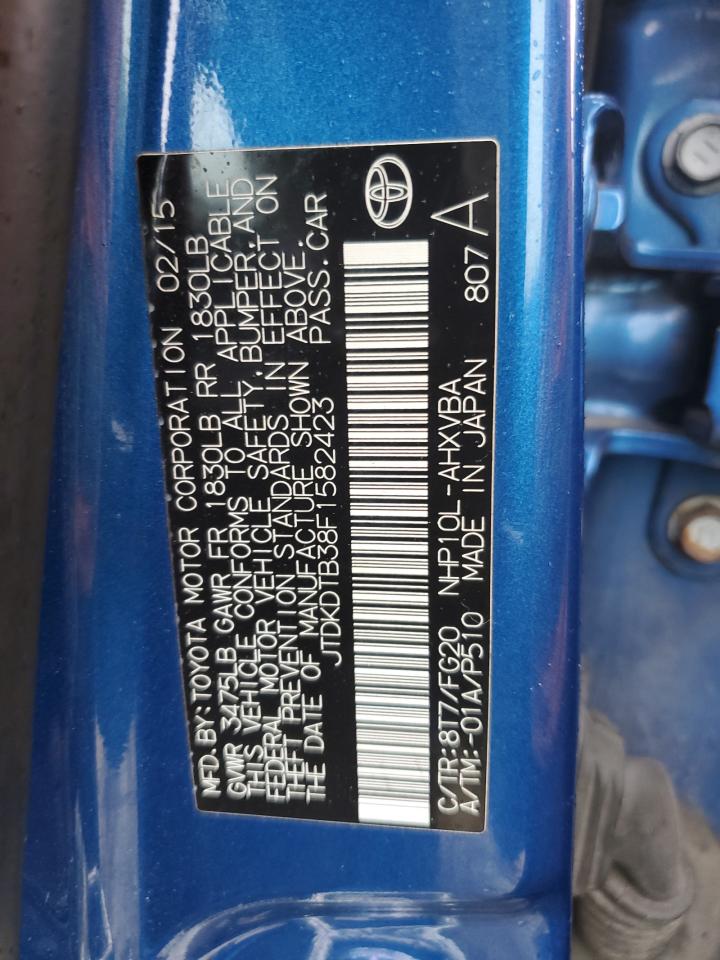 MFD.BY:TOYOTA MOTOR CORPORATION 02/15
GVWR 3475LB GAWR FR 1830LB RR 1830LB
THIS VEHICLE CONFORMS TO ALL APPLICABLE
FEDERAL MOTOR VEHICLE SAFETY,BUMPER,AND
THEFT PREVENTION STANDARDS IN EFFECT ON
THE DATE OF MANUFACTURE SHOWN ABOVE.
JTDKDTB38F1582423 PASS.CAR
C/TR:8T7/FG20 NHP10L-AHXVBA 807
A/TM:-01A/P510 MADE IN JAPAN A